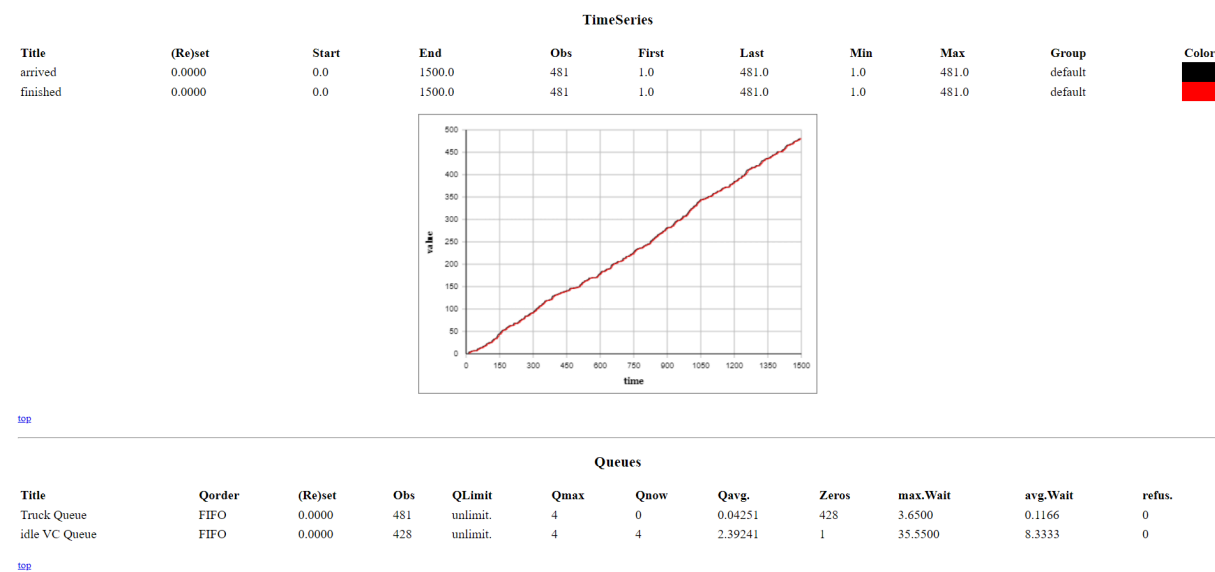 TimeSeries
Title (Re)set Start End Obs First Last Min Max Group Color
arrived 0.0000 0.0 1500.0 481 1.0 481.0 1.0 481.0 default
finished 0.0000 0.0 1500.0 481 1.0 481.0 1.0 481.0 default
500
450
400
350
300
250
200
150
100
50
0
value
0 150 300 450 600 750 900 1050 1200 1350 1500
time
top
Queues
Title Qorder (Re)set Obs QLimit Qmax Qnow Qavg. Zeros max.Wait avg.Wait refus.
Truck Queue FIFO 0.0000 481 unlimit. 4 0 0.04251 428 3.6500 0.1166 0
idle VC Queue FIFO 0.0000 428 unlimit. 4 4 2.39241 1 35.5500 8.3333 0
top